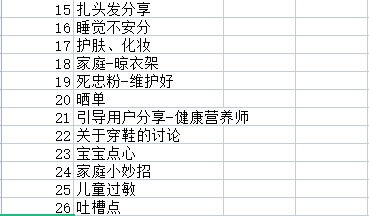 15 扎头发分享
16 睡觉不安分
17 护肤、化妆
18 家庭-晾衣架
19 死忠粉-维护好
20 晒单
21 引导用户分享-健康营养师
22 关于穿鞋的讨论
23 宝宝点心
24 家庭小妙招
25 儿童过敏
26 吐槽点